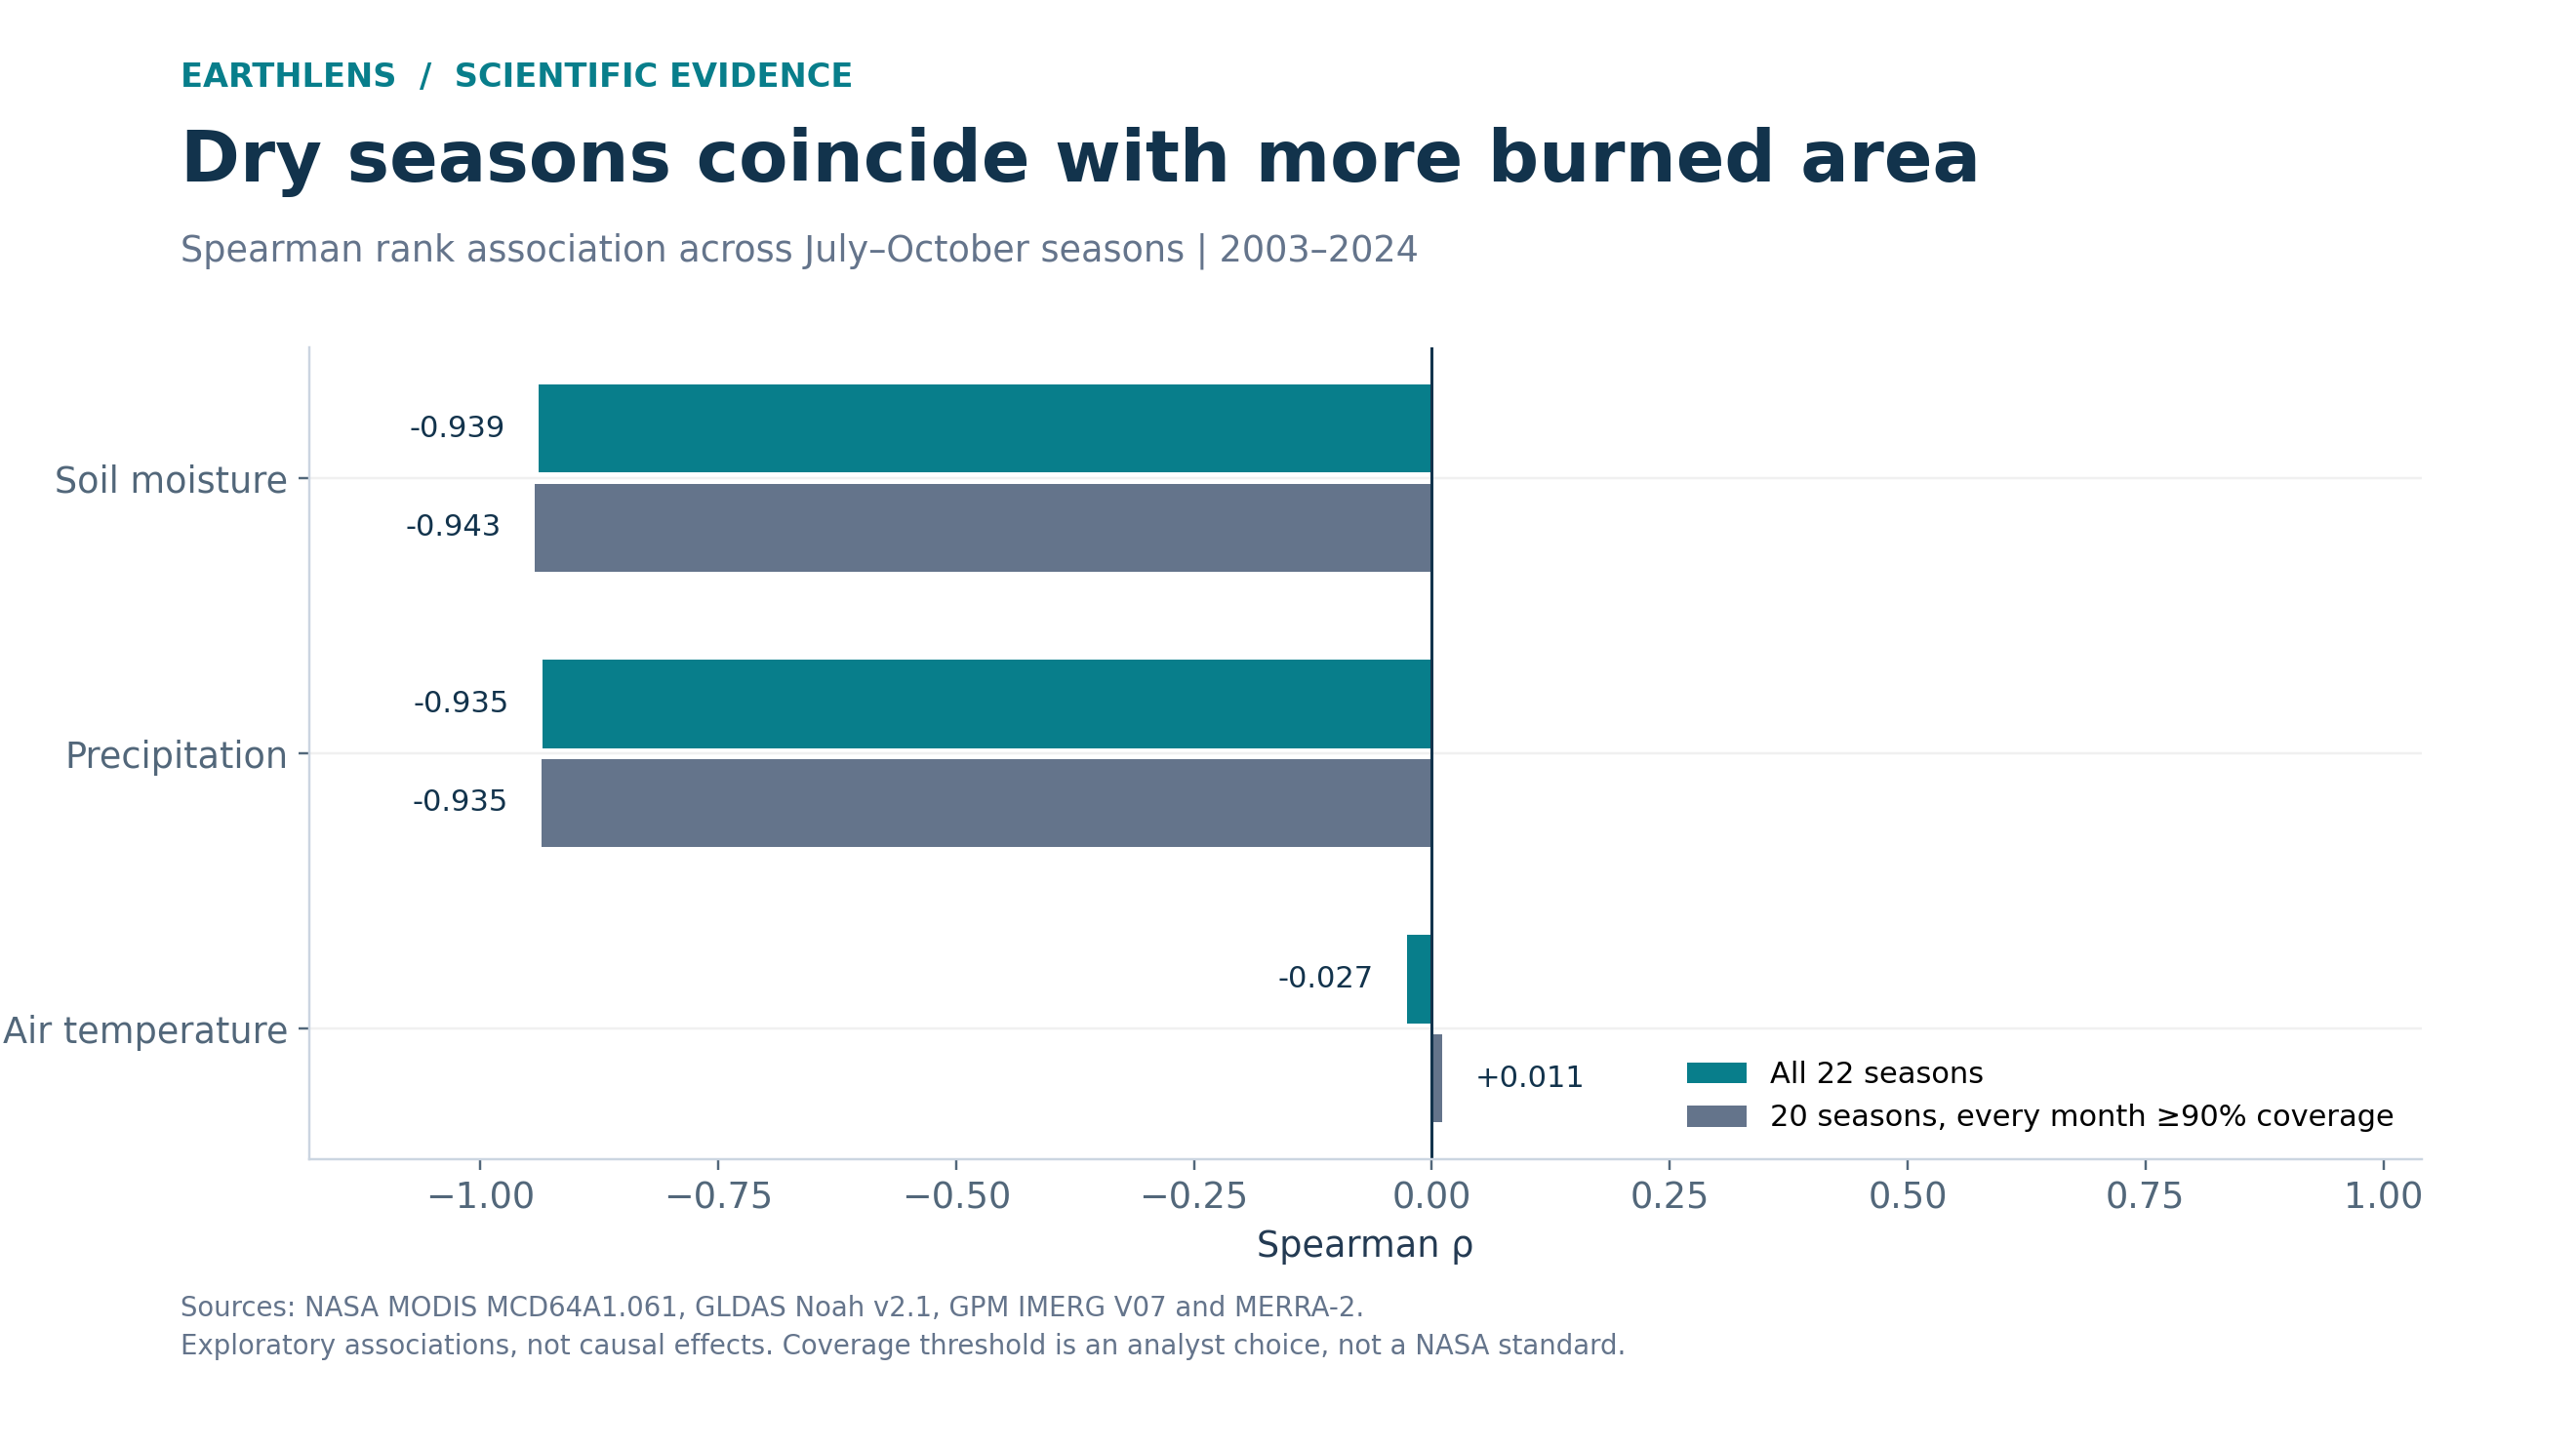 EARTHLENS / SCIENTIFIC EVIDENCE
Dry seasons coincide with more burned area
Spearman rank association across July–October seasons | 2003–2024
-0.939
Soil moisture
-0.943
-0.935
Precipitation
-0.935
-0.027
Air temperature
+0.011
All 22 seasons
20 seasons, every month ≥90% coverage
−1.00 −0.75 −0.50 −0.25 0.00 0.25 0.50 0.75 1.00
Spearman ρ
Sources: NASA MODIS MCD64A1.061, GLDAS Noah v2.1, GPM IMERG V07 and MERRA-2.
Exploratory associations, not causal effects. Coverage threshold is an analyst choice, not a NASA standard.